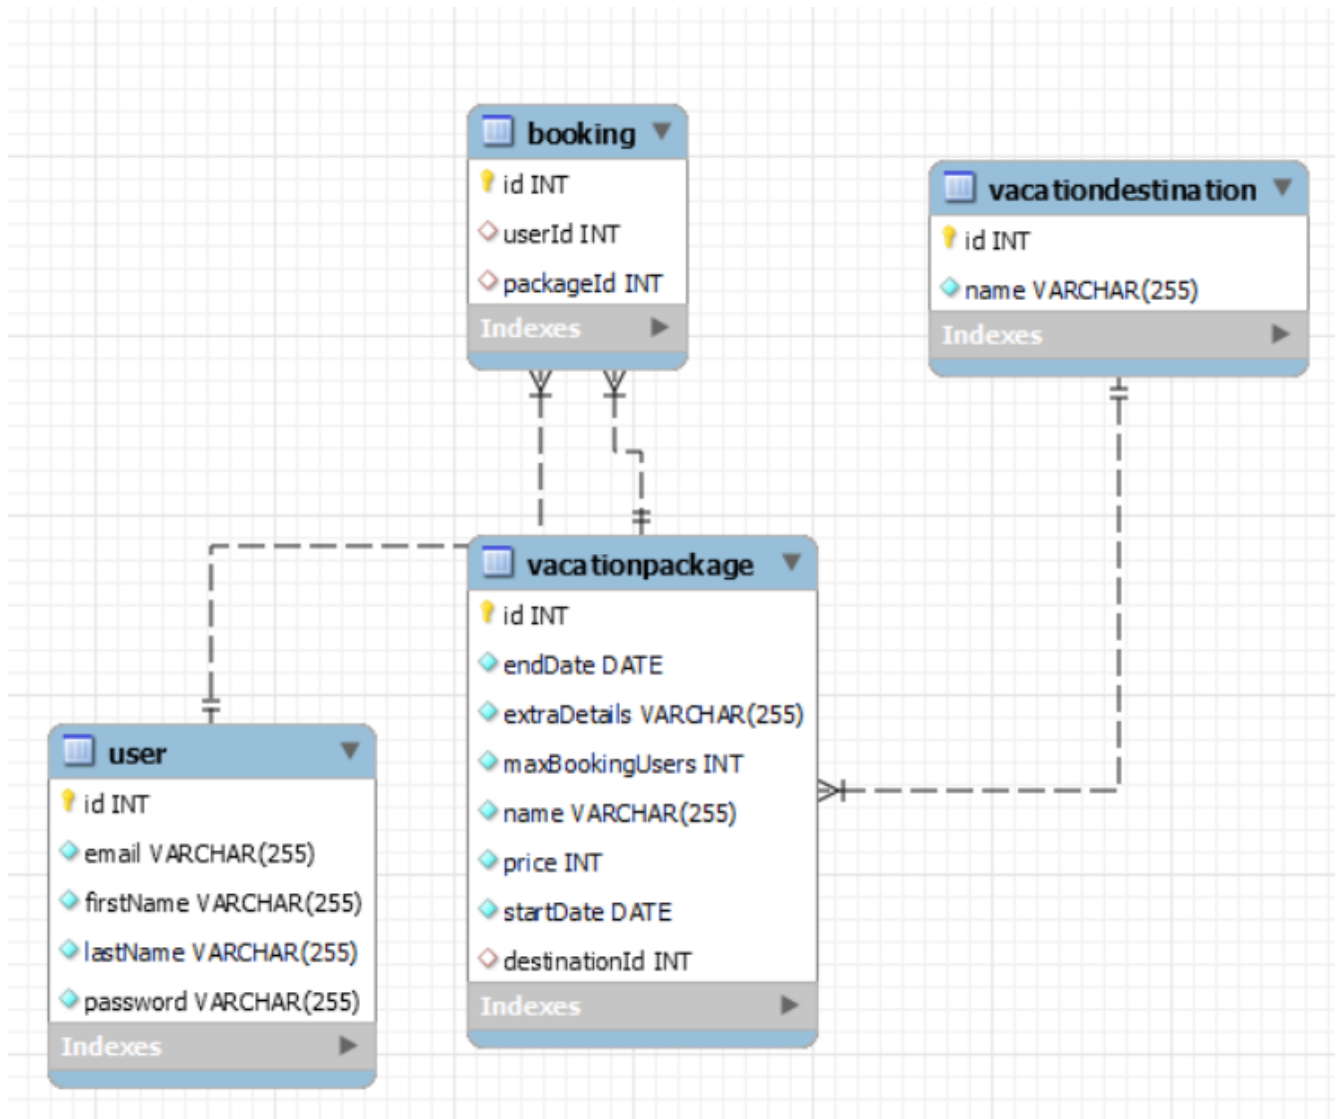 booking
id INT
userId INT
packageId INT
Indexes
vacationdestination
id INT
name VARCHAR(255)
Indexes
vacationpackage
id INT
endDate DATE
extraDetails VARCHAR(255)
maxBookingUsers INT
name VARCHAR(255)
price INT
startDate DATE
destinationId INT
Indexes
user
id INT
email VARCHAR(255)
firstName VARCHAR(255)
lastName VARCHAR(255)
password VARCHAR(255)
Indexes